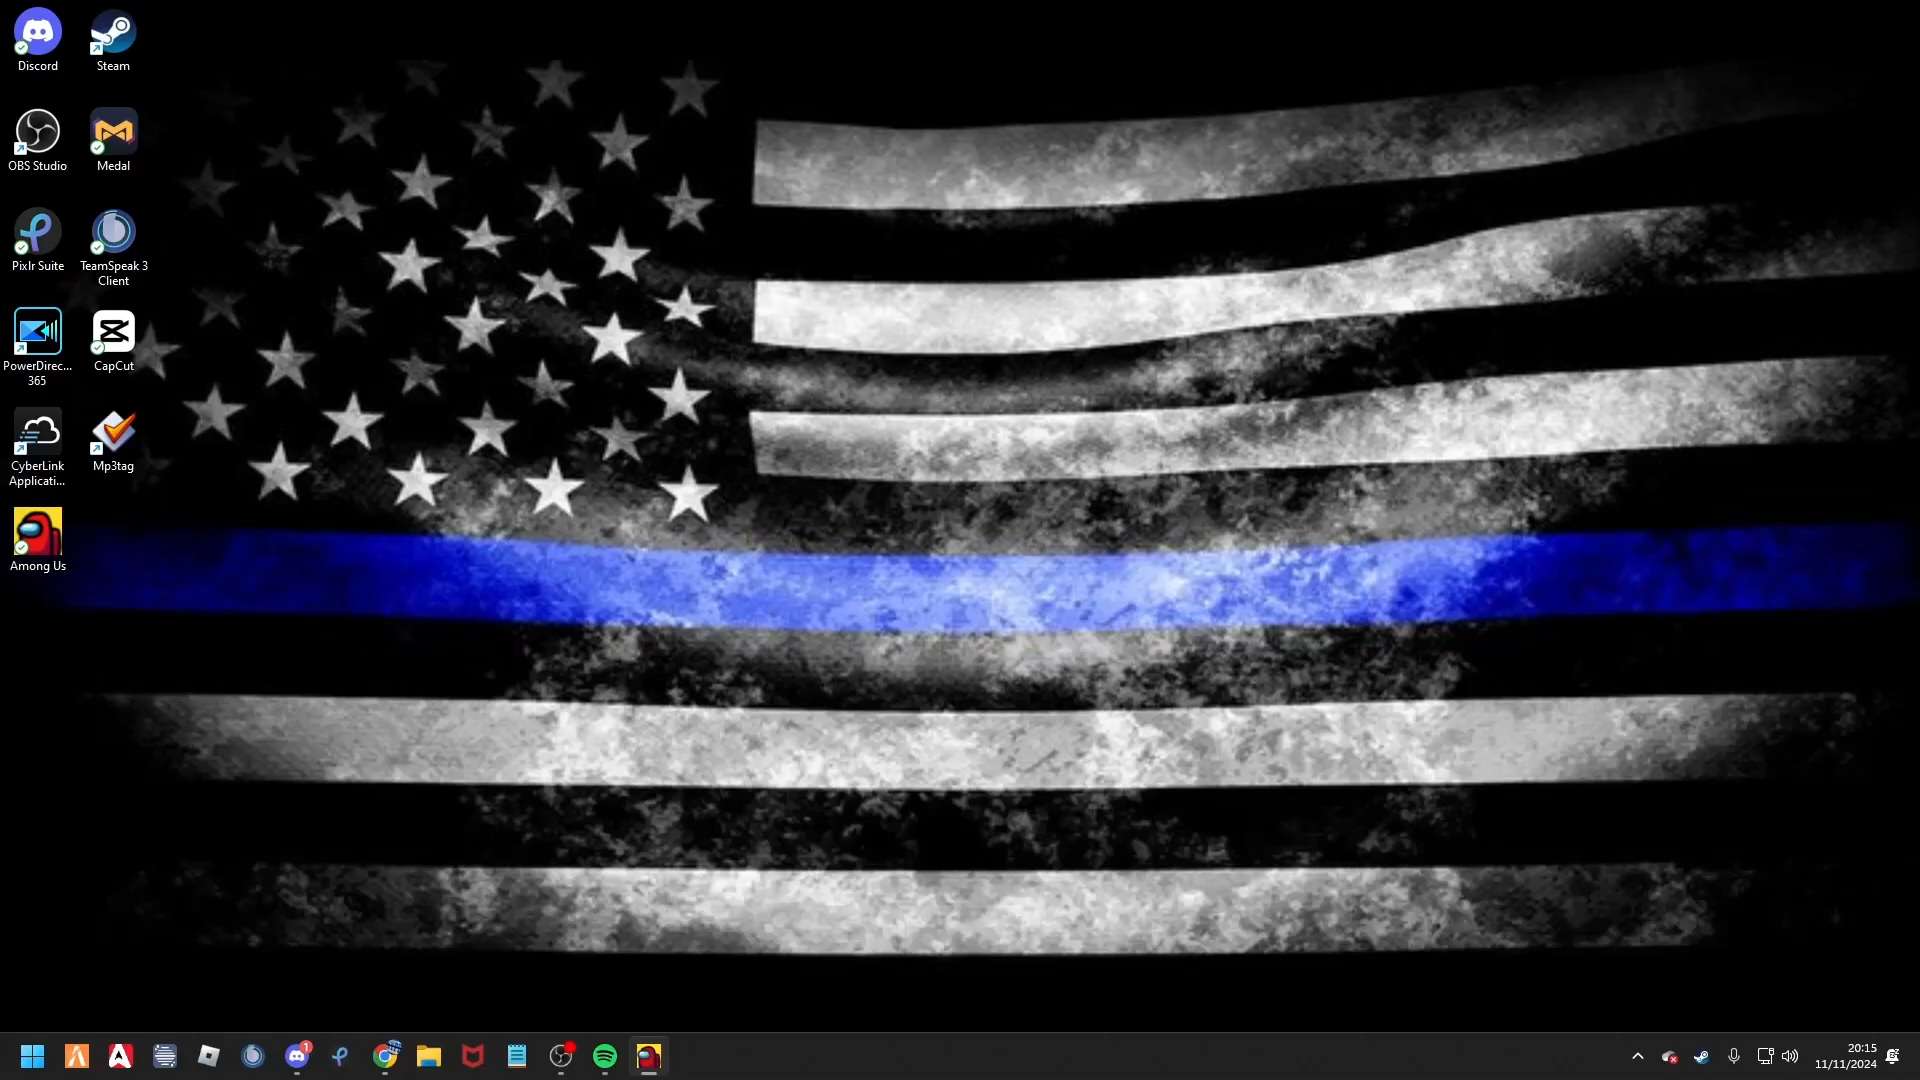 Discord
Steam
OBS Studio
Medal
Pixlr Suite
TeamSpeak 3
Client
PowerDirec...
365
CapCut
CyberLink
Applicati...
Mp3tag
Among Us
1
20:15
11/11/2024